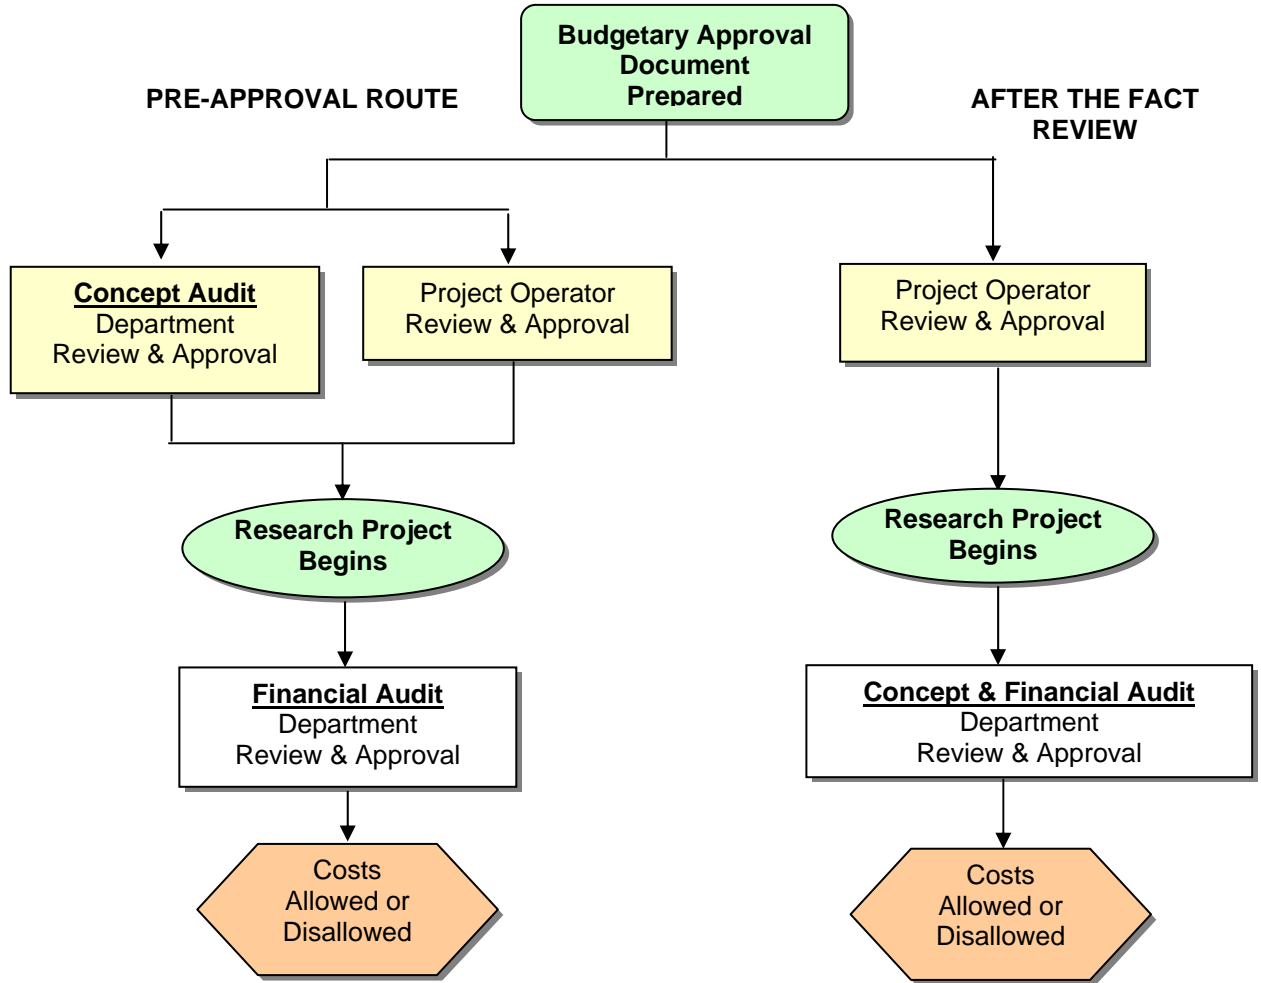 Budgetary Approval
Document
Prepared
PRE-APPROVAL ROUTE
AFTER THE FACT
REVIEW
Concept Audit
Department
Review & Approval
Project Operator
Review & Approval
Project Operator
Review & Approval
Research Project
Begins
Research Project
Begins
Financial Audit
Department
Review & Approval
Concept & Financial Audit
Department
Review & Approval
Costs
Allowed or
Disallowed
Costs
Allowed or
Disallowed